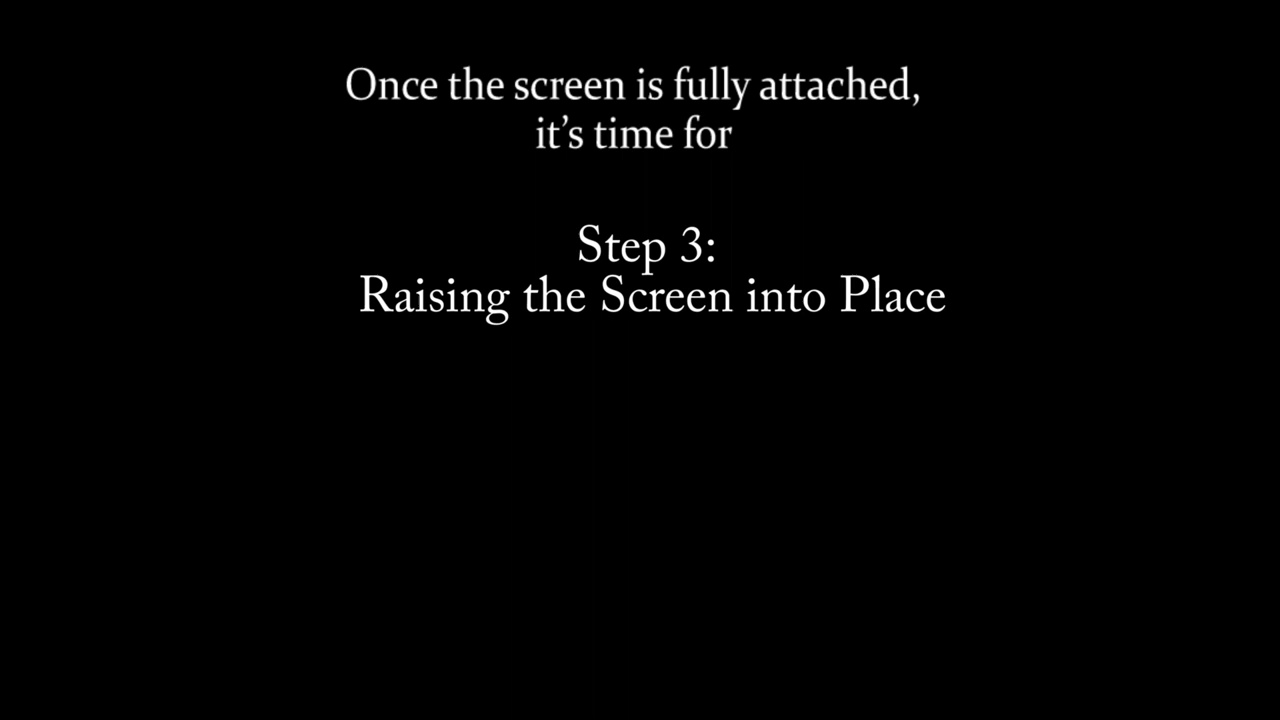 Once the screen is fully attached,
it’s time for
Step 3:
Raising the Screen into Place